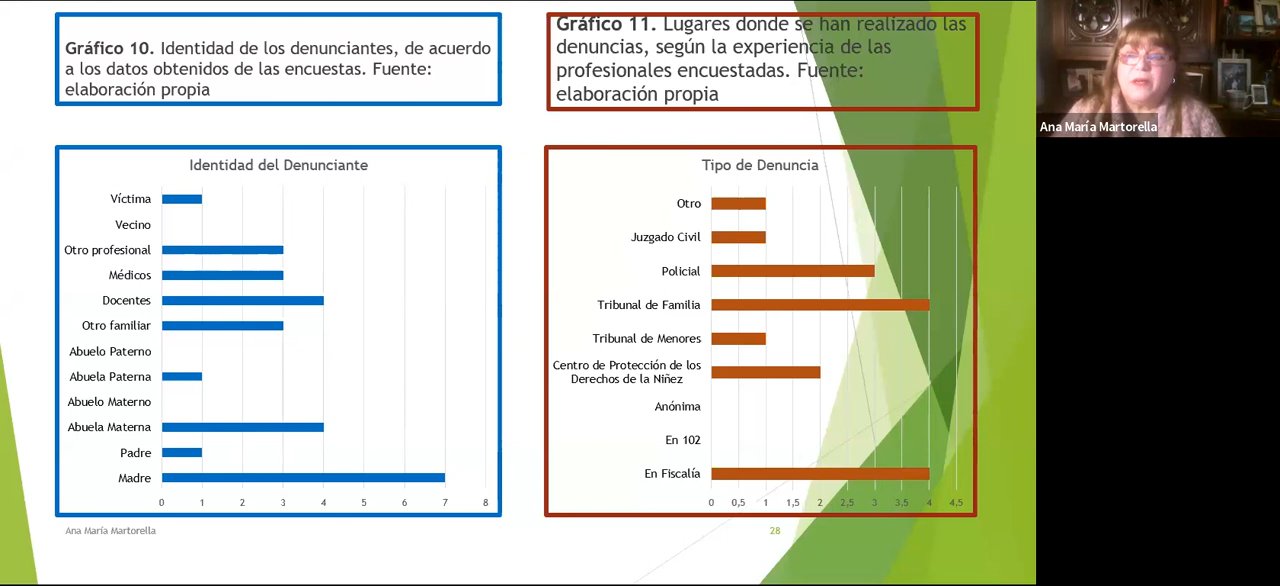 Gráfico 10. Identidad de los denunciantes, de acuerdo
a los datos obtenidos de las encuestas. Fuente:
elaboración propia
Gráfico 11. Lugares donde se han realizado las
denuncias, según la experiencia de las
profesionales encuestadas. Fuente:
elaboración propia
Ana María Martorella
Identidad del Denunciante
Víctima
Vecino
Otro profesional
Médicos
Docentes
Otro familiar
Abuelo Paterno
Abuela Paterna
Abuelo Materno
Abuela Materna
Padre
Madre
0 1 2 3 4 5 6 7 8
Tipo de Denuncia
Otro
Juzgado Civil
Policial
Tribunal de Familia
Tribunal de Menores
Centro de Protección de los
Derechos de la Niñez
Anónima
En 102
En Fiscalía
0 0,5 1 1,5 2 2,5 3 3,5 4 4,5
Ana María Martorella
28